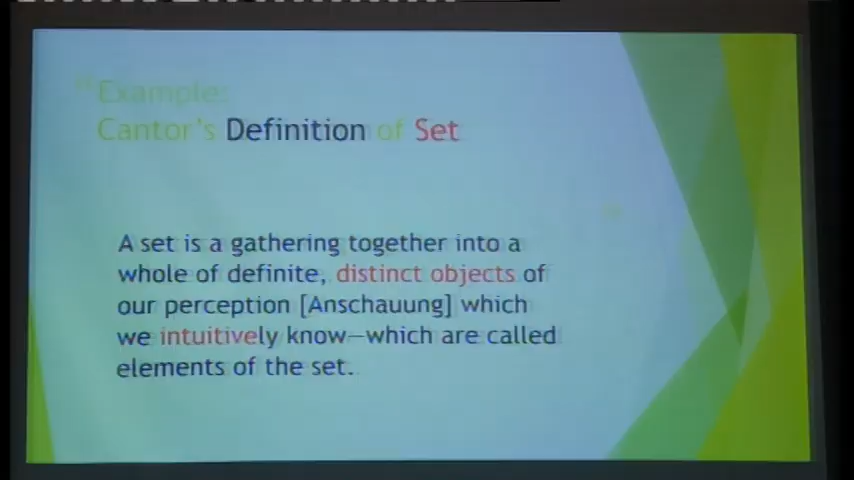 Example:
Cantor's Definition of Set
A set is a gathering together into a
whole of definite, distinct objects of
our perception [Anschauung] which
we intuitively know—which are called
elements of the set.